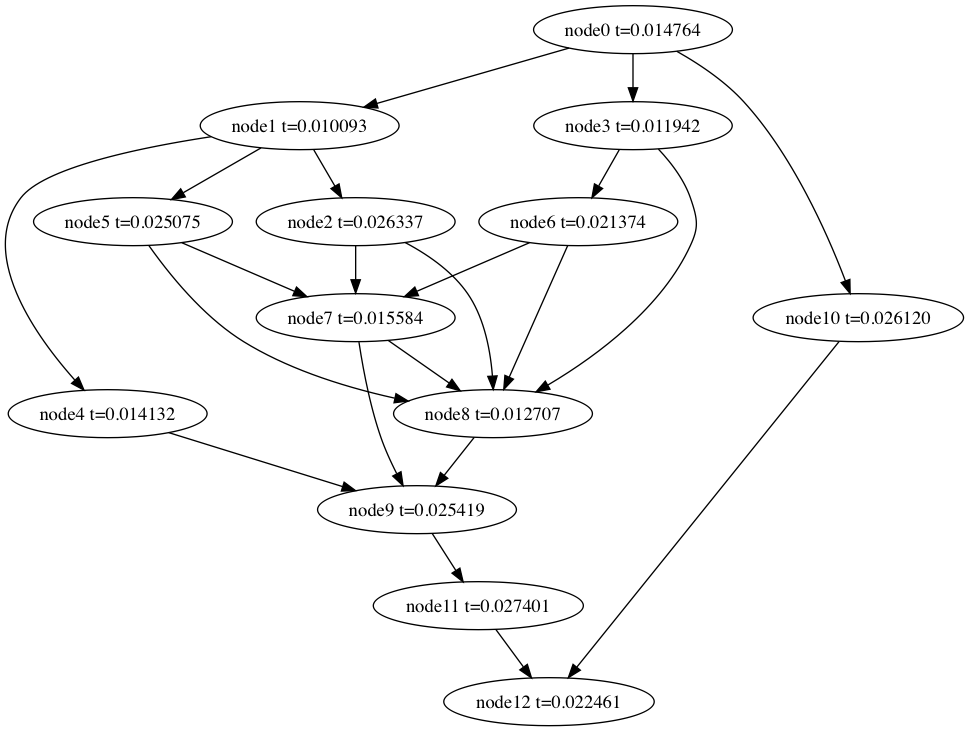 node0 t=0.014764
node1 t=0.010093
node3 t=0.011942
node5 t=0.025075
node2 t=0.026337
node6 t=0.021374
node7 t=0.015584
node10 t=0.026120
node4 t=0.014132
node8 t=0.012707
node9 t=0.025419
node11 t=0.027401
node12 t=0.022461